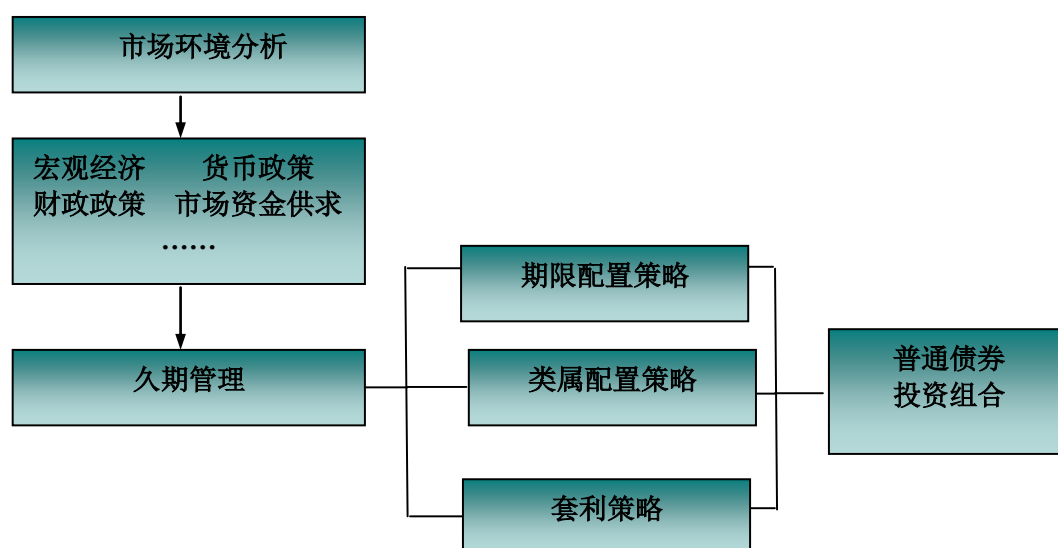 市场环境分析
宏观经济 货币政策
财政政策 市场资金供求
……
久期管理
期限配置策略
类属配置策略
套利策略
普通债券
投资组合